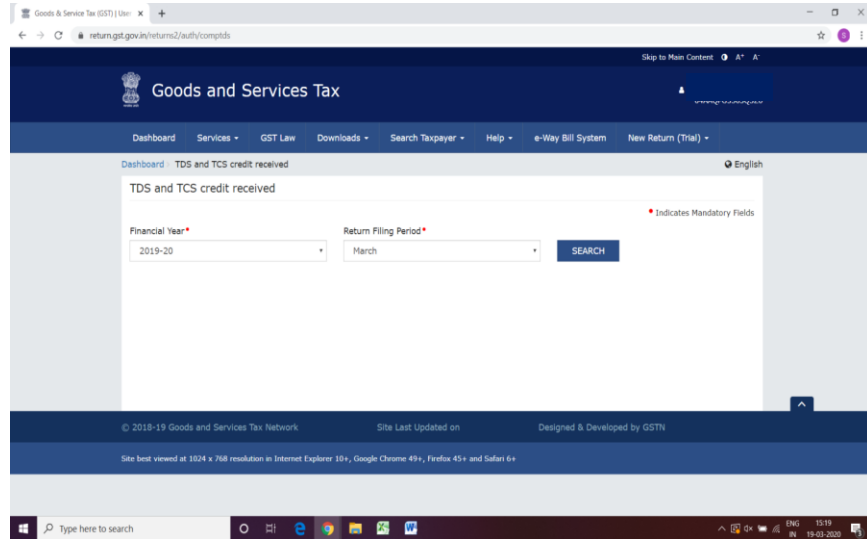 Goods & Service Tax (GST) | User
return.gst.gov.in/returns2/auth/comptds
S
Skip to Main Content A+ A-
Goods and Services Tax
Dashboard Services GST Law Downloads Search Taxpayer Help e-Way Bill System New Return (Trial)
Dashboard TDS and TCS credit received English
TDS and TCS credit received
• Indicates Mandatory Fields
Financial Year• Return Filing Period•
2019-20 March SEARCH
© 2018-19 Goods and Services Tax Network Site Last Updated on Designed & Developed by GSTN
Site best viewed at 1024 x 768 resolution in Internet Explorer 10+, Google Chrome 49+, Firefox 45+ and Safari 6+
Type here to search ENG 15:19
IN 19-03-2020